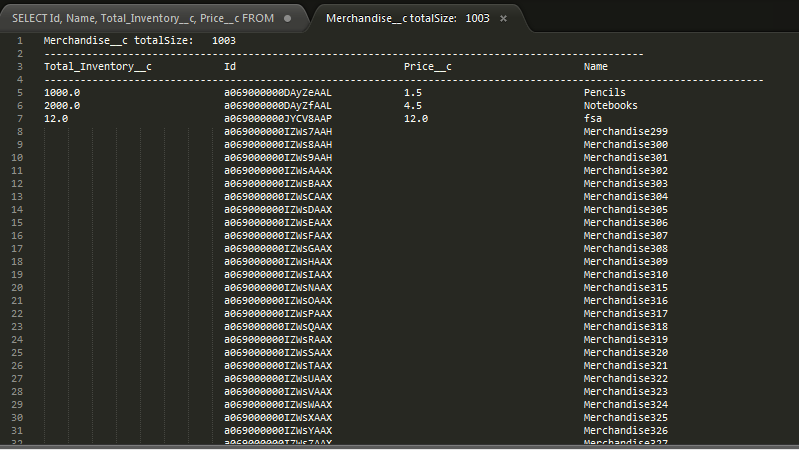 SELECT Id, Name, Total_Inventory__c, Price__c FROM Merchandise__c totalSize: 1003
1 Merchandise__c totalSize: 1003
2 ----------------------------------------------------------------------------------------------------
3 Total_Inventory__c Id Price__c Name
4 ------------------------------------------------------------------------------------------------------------------------
5 1000.0 a069000000DAyZeAAL 1.5 Pencils
6 2000.0 a069000000DAyZfAAL 4.5 Notebooks
7 12.0 a069000000JYCV8AAP 12.0 fsa
8 a069000000IZWs7AAH Merchandise299
9 a069000000IZWs8AAH Merchandise300
10 a069000000IZWs9AAH Merchandise301
11 a069000000IZWsAAAX Merchandise302
12 a069000000IZWsBAAX Merchandise303
13 a069000000IZWsCAAX Merchandise304
14 a069000000IZWsDAAX Merchandise305
15 a069000000IZWsEAAX Merchandise306
16 a069000000IZWsFAAX Merchandise307
17 a069000000IZWsGAAX Merchandise308
18 a069000000IZWsHAAX Merchandise309
19 a069000000IZWsIAAX Merchandise310
20 a069000000IZWsNAAX Merchandise315
21 a069000000IZWsOAAX Merchandise316
22 a069000000IZWsPAAX Merchandise317
23 a069000000IZWsQAAX Merchandise318
24 a069000000IZWsRAAX Merchandise319
25 a069000000IZWsSAAX Merchandise320
26 a069000000IZWsTAAX Merchandise321
27 a069000000IZWsUAAX Merchandise322
28 a069000000IZWsVAAX Merchandise323
29 a069000000IZWsWAAX Merchandise324
30 a069000000IZWsXAAX Merchandise325
31 a069000000IZWsYAAX Merchandise326
32 a069000000IZWsZAAX Merchandise327